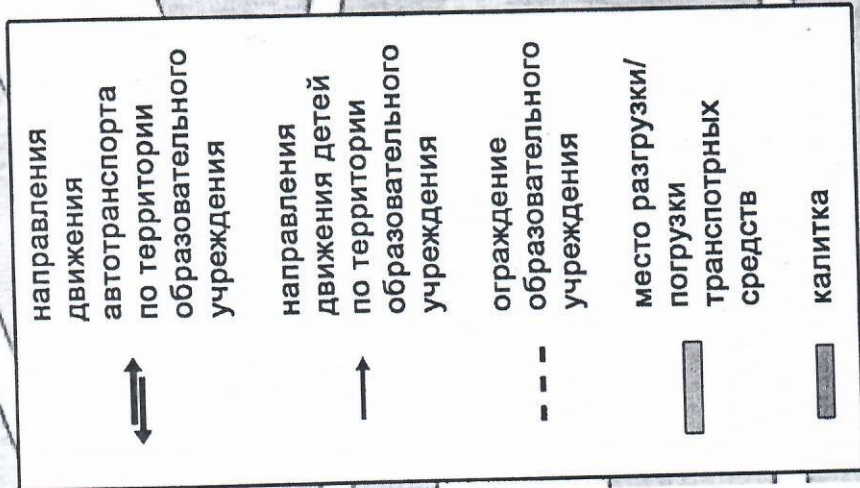 направления
движения
автотранспорта
по территории
образовательного
учреждения
направления
движения детей
по территории
образовательного
учреждения
ограждение
образовательного
учреждения
место разгрузки/
погрузки
транспотрных
средств
калитка